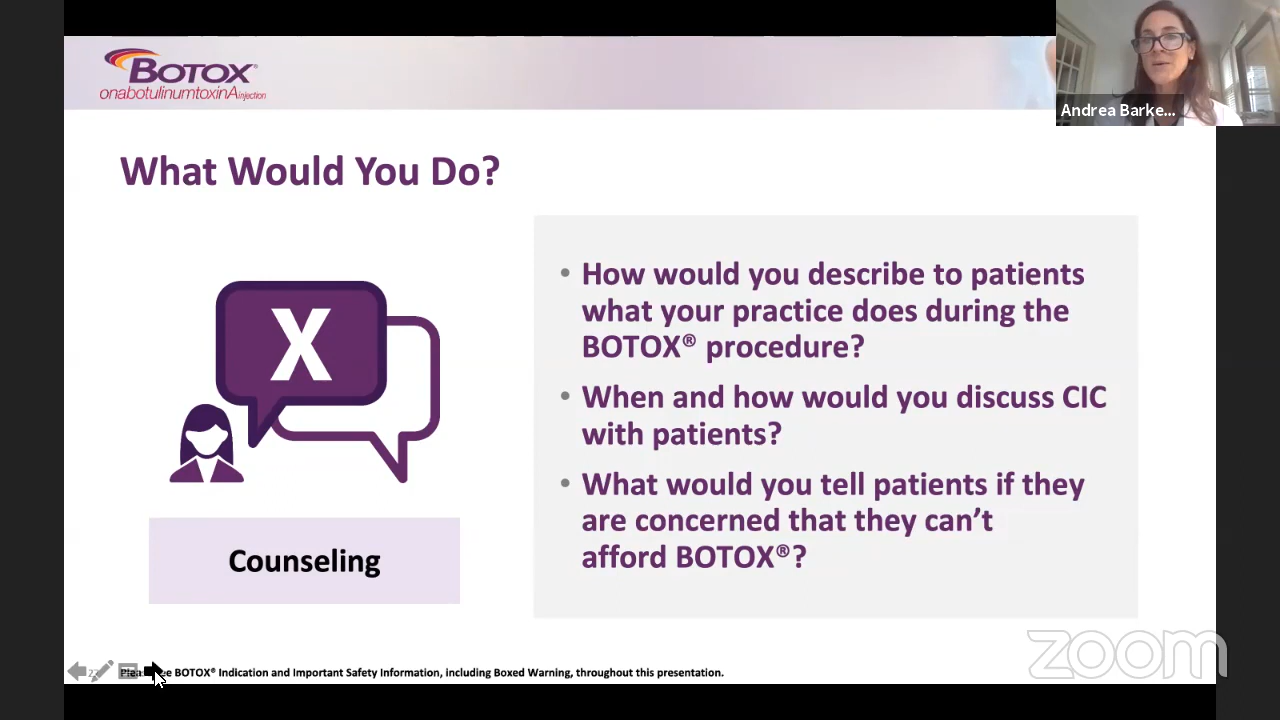 BOTOX®
onabotulinumtoxinA injection
Andrea Barke...
What Would You Do?
X
Counseling
• How would you describe to patients
what your practice does during the
BOTOX® procedure?
• When and how would you discuss CIC
with patients?
• What would you tell patients if they
are concerned that they can’t
afford BOTOX®?
BOTOX® Indication and Important Safety Information, including Boxed Warning, throughout this presentation.
zoom